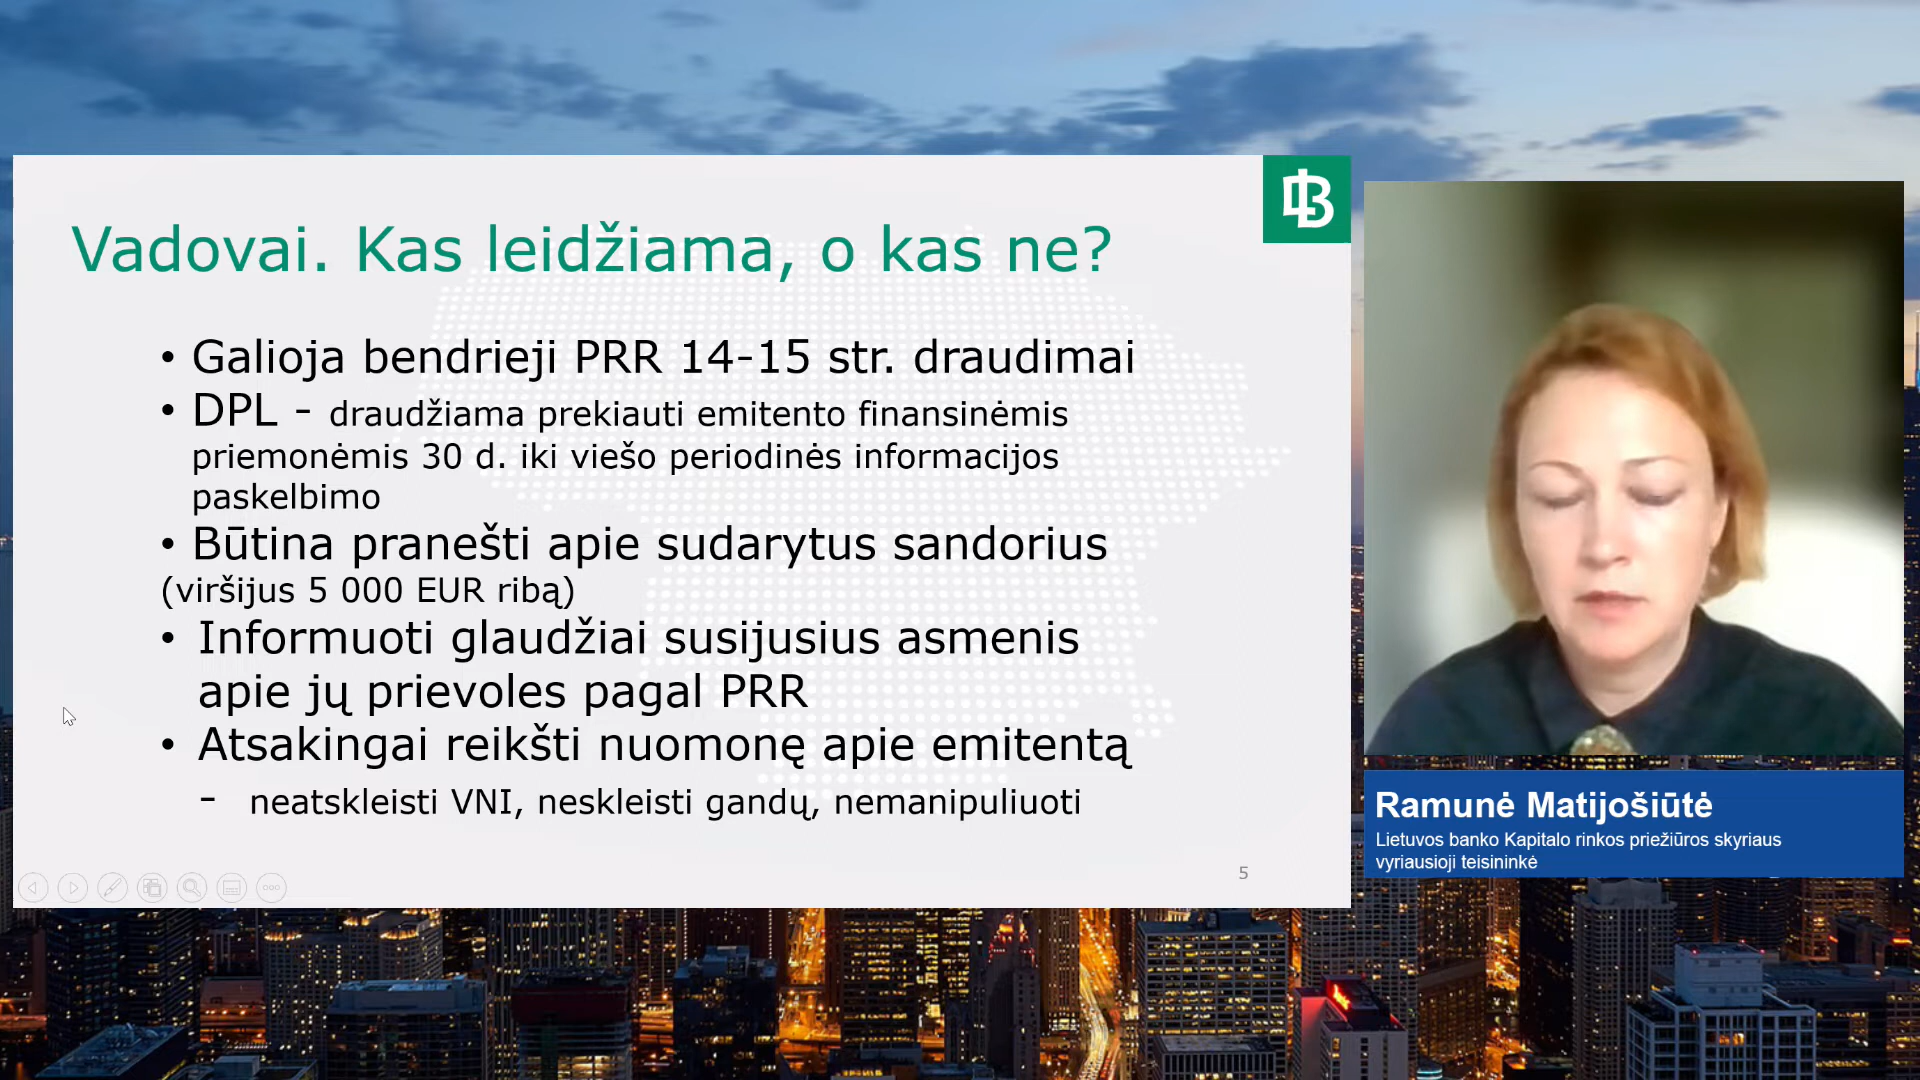 Vadovai. Kas leidžiama, o kas ne?
• Galioja bendrieji PRR 14-15 str. draudimai
• DPL - draudžiama prekiauti emitento finansinėmis
priemonėmis 30 d. iki viešo periodinės informacijos
paskelbimo
• Būtina pranešti apie sudarytus sandorius
(viršijus 5 000 EUR ribą)
• Informuoti glaudžiai susijusius asmenis
apie jų prievoles pagal PRR
• Atsakingai reikšti nuomonę apie emitentą
- neatskleisti VNI, neskleisti gandų, nemanipuliuoti
5
Ramunė Matijošiūtė
Lietuvos banko Kapitalo rinkos priežiūros skyriaus
vyriausioji teisininkė